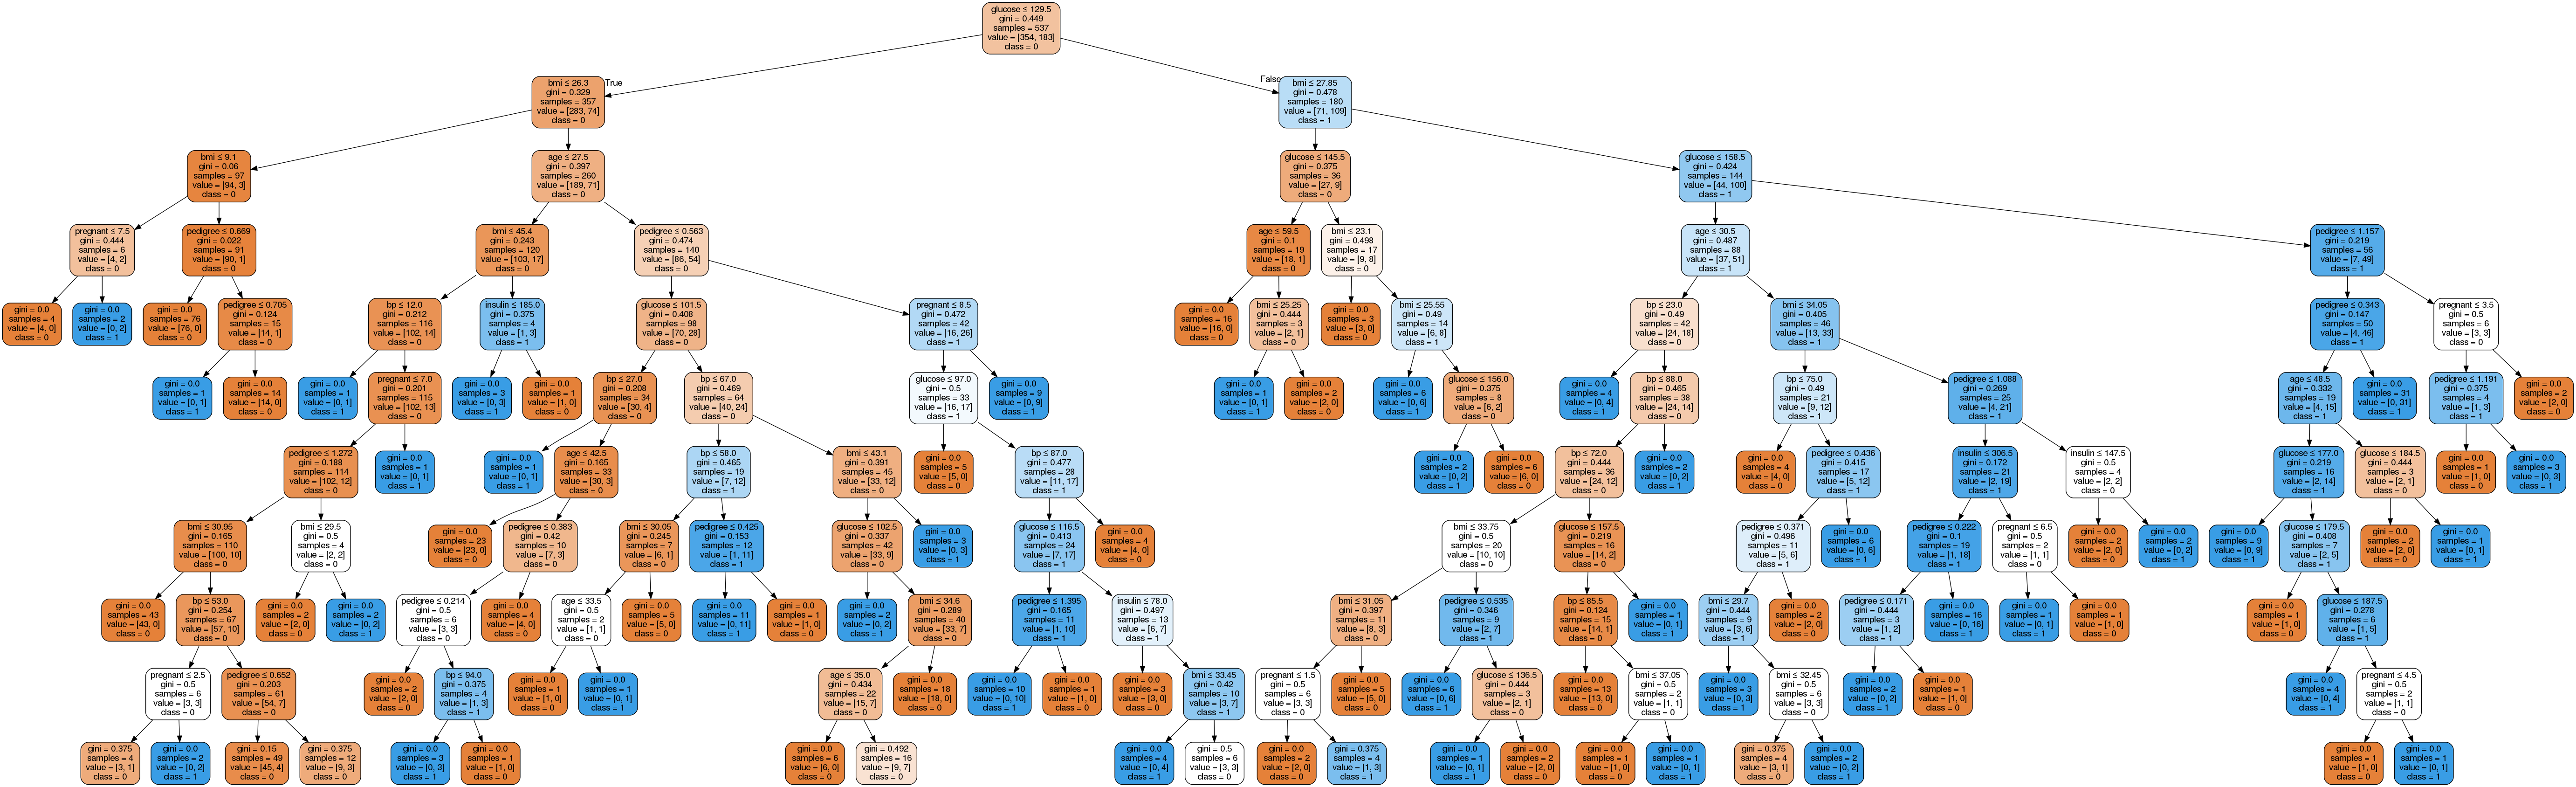 glucose ≤ 129.5
gini = 0.449
samples = 537
value = [354, 183]
class = 0
True
False
bmi ≤ 26.3
gini = 0.329
samples = 357
value = [283, 74]
class = 0
bmi ≤ 27.85
gini = 0.478
samples = 180
value = [71, 109]
class = 1
bmi ≤ 9.1
gini = 0.06
samples = 97
value = [94, 3]
class = 0
age ≤ 27.5
gini = 0.397
samples = 260
value = [189, 71]
class = 0
glucose ≤ 145.5
gini = 0.375
samples = 36
value = [27, 9]
class = 0
glucose ≤ 158.5
gini = 0.424
samples = 144
value = [44, 100]
class = 1
pregnant ≤ 7.5
gini = 0.444
samples = 6
value = [4, 2]
class = 0
pedigree ≤ 0.669
gini = 0.022
samples = 91
value = [90, 1]
class = 0
bmi ≤ 45.4
gini = 0.243
samples = 120
value = [103, 17]
class = 0
pedigree ≤ 0.563
gini = 0.474
samples = 140
value = [86, 54]
class = 0
age ≤ 59.5
gini = 0.1
samples = 19
value = [18, 1]
class = 0
bmi ≤ 23.1
gini = 0.498
samples = 17
value = [9, 8]
class = 0
age ≤ 30.5
gini = 0.487
samples = 88
value = [37, 51]
class = 1
pedigree ≤ 1.157
gini = 0.219
samples = 56
value = [7, 49]
class = 1
gini = 0.0
samples = 4
value = [4, 0]
class = 0
gini = 0.0
samples = 2
value = [0, 2]
class = 1
gini = 0.0
samples = 76
value = [76, 0]
class = 0
pedigree ≤ 0.705
gini = 0.124
samples = 15
value = [14, 1]
class = 0
bp ≤ 12.0
gini = 0.212
samples = 116
value = [102, 14]
class = 0
insulin ≤ 185.0
gini = 0.375
samples = 4
value = [1, 3]
class = 1
glucose ≤ 101.5
gini = 0.408
samples = 98
value = [70, 28]
class = 0
pregnant ≤ 8.5
gini = 0.472
samples = 42
value = [16, 26]
class = 1
gini = 0.0
samples = 16
value = [16, 0]
class = 0
bmi ≤ 25.25
gini = 0.444
samples = 3
value = [2, 1]
class = 0
gini = 0.0
samples = 3
value = [3, 0]
class = 0
bmi ≤ 25.55
gini = 0.49
samples = 14
value = [6, 8]
class = 1
bp ≤ 23.0
gini = 0.49
samples = 42
value = [24, 18]
class = 0
bmi ≤ 34.05
gini = 0.405
samples = 46
value = [13, 33]
class = 1
pedigree ≤ 0.343
gini = 0.147
samples = 50
value = [4, 46]
class = 1
pregnant ≤ 3.5
gini = 0.5
samples = 6
value = [3, 3]
class = 0
gini = 0.0
samples = 1
value = [0, 1]
class = 1
gini = 0.0
samples = 14
value = [14, 0]
class = 0
gini = 0.0
samples = 1
value = [0, 1]
class = 1
pregnant ≤ 7.0
gini = 0.201
samples = 115
value = [102, 13]
class = 0
gini = 0.0
samples = 3
value = [0, 3]
class = 1
gini = 0.0
samples = 1
value = [1, 0]
class = 0
bp ≤ 27.0
gini = 0.208
samples = 34
value = [30, 4]
class = 0
bp ≤ 67.0
gini = 0.469
samples = 64
value = [40, 24]
class = 0
glucose ≤ 97.0
gini = 0.5
samples = 33
value = [16, 17]
class = 1
gini = 0.0
samples = 9
value = [0, 9]
class = 1
gini = 0.0
samples = 1
value = [0, 1]
class = 1
gini = 0.0
samples = 2
value = [2, 0]
class = 0
gini = 0.0
samples = 6
value = [0, 6]
class = 1
glucose ≤ 156.0
gini = 0.375
samples = 8
value = [6, 2]
class = 0
gini = 0.0
samples = 4
value = [0, 4]
class = 1
bp ≤ 88.0
gini = 0.465
samples = 38
value = [24, 14]
class = 0
bp ≤ 75.0
gini = 0.49
samples = 21
value = [9, 12]
class = 1
pedigree ≤ 1.088
gini = 0.269
samples = 25
value = [4, 21]
class = 1
age ≤ 48.5
gini = 0.332
samples = 19
value = [4, 15]
class = 1
gini = 0.0
samples = 31
value = [0, 31]
class = 1
pedigree ≤ 1.191
gini = 0.375
samples = 4
value = [1, 3]
class = 1
gini = 0.0
samples = 2
value = [2, 0]
class = 0
pedigree ≤ 1.272
gini = 0.188
samples = 114
value = [102, 12]
class = 0
gini = 0.0
samples = 1
value = [0, 1]
class = 1
gini = 0.0
samples = 1
value = [0, 1]
class = 1
age ≤ 42.5
gini = 0.165
samples = 33
value = [30, 3]
class = 0
bp ≤ 58.0
gini = 0.465
samples = 19
value = [7, 12]
class = 1
bmi ≤ 43.1
gini = 0.391
samples = 45
value = [33, 12]
class = 0
gini = 0.0
samples = 5
value = [5, 0]
class = 0
bp ≤ 87.0
gini = 0.477
samples = 28
value = [11, 17]
class = 1
gini = 0.0
samples = 2
value = [0, 2]
class = 1
gini = 0.0
samples = 6
value = [6, 0]
class = 0
bp ≤ 72.0
gini = 0.444
samples = 36
value = [24, 12]
class = 0
gini = 0.0
samples = 2
value = [0, 2]
class = 1
gini = 0.0
samples = 4
value = [4, 0]
class = 0
pedigree ≤ 0.436
gini = 0.415
samples = 17
value = [5, 12]
class = 1
insulin ≤ 306.5
gini = 0.172
samples = 21
value = [2, 19]
class = 1
insulin ≤ 147.5
gini = 0.5
samples = 4
value = [2, 2]
class = 0
glucose ≤ 177.0
gini = 0.219
samples = 16
value = [2, 14]
class = 1
glucose ≤ 184.5
gini = 0.444
samples = 3
value = [2, 1]
class = 0
gini = 0.0
samples = 1
value = [1, 0]
class = 0
gini = 0.0
samples = 3
value = [0, 3]
class = 1
bmi ≤ 30.95
gini = 0.165
samples = 110
value = [100, 10]
class = 0
bmi ≤ 29.5
gini = 0.5
samples = 4
value = [2, 2]
class = 0
gini = 0.0
samples = 23
value = [23, 0]
class = 0
pedigree ≤ 0.383
gini = 0.42
samples = 10
value = [7, 3]
class = 0
bmi ≤ 30.05
gini = 0.245
samples = 7
value = [6, 1]
class = 0
pedigree ≤ 0.425
gini = 0.153
samples = 12
value = [1, 11]
class = 1
glucose ≤ 102.5
gini = 0.337
samples = 42
value = [33, 9]
class = 0
gini = 0.0
samples = 3
value = [0, 3]
class = 1
glucose ≤ 116.5
gini = 0.413
samples = 24
value = [7, 17]
class = 1
gini = 0.0
samples = 4
value = [4, 0]
class = 0
bmi ≤ 33.75
gini = 0.5
samples = 20
value = [10, 10]
class = 0
glucose ≤ 157.5
gini = 0.219
samples = 16
value = [14, 2]
class = 0
pedigree ≤ 0.371
gini = 0.496
samples = 11
value = [5, 6]
class = 1
gini = 0.0
samples = 6
value = [0, 6]
class = 1
pedigree ≤ 0.222
gini = 0.1
samples = 19
value = [1, 18]
class = 1
pregnant ≤ 6.5
gini = 0.5
samples = 2
value = [1, 1]
class = 0
gini = 0.0
samples = 2
value = [2, 0]
class = 0
gini = 0.0
samples = 2
value = [0, 2]
class = 1
gini = 0.0
samples = 9
value = [0, 9]
class = 1
glucose ≤ 179.5
gini = 0.408
samples = 7
value = [2, 5]
class = 1
gini = 0.0
samples = 2
value = [2, 0]
class = 0
gini = 0.0
samples = 1
value = [0, 1]
class = 1
gini = 0.0
samples = 43
value = [43, 0]
class = 0
bp ≤ 53.0
gini = 0.254
samples = 67
value = [57, 10]
class = 0
gini = 0.0
samples = 2
value = [2, 0]
class = 0
gini = 0.0
samples = 2
value = [0, 2]
class = 1
pedigree ≤ 0.214
gini = 0.5
samples = 6
value = [3, 3]
class = 0
gini = 0.0
samples = 4
value = [4, 0]
class = 0
age ≤ 33.5
gini = 0.5
samples = 2
value = [1, 1]
class = 0
gini = 0.0
samples = 5
value = [5, 0]
class = 0
gini = 0.0
samples = 11
value = [0, 11]
class = 1
gini = 0.0
samples = 1
value = [1, 0]
class = 0
gini = 0.0
samples = 2
value = [0, 2]
class = 1
bmi ≤ 34.6
gini = 0.289
samples = 40
value = [33, 7]
class = 0
pedigree ≤ 1.395
gini = 0.165
samples = 11
value = [1, 10]
class = 1
insulin ≤ 78.0
gini = 0.497
samples = 13
value = [6, 7]
class = 1
bmi ≤ 31.05
gini = 0.397
samples = 11
value = [8, 3]
class = 0
pedigree ≤ 0.535
gini = 0.346
samples = 9
value = [2, 7]
class = 1
bp ≤ 85.5
gini = 0.124
samples = 15
value = [14, 1]
class = 0
gini = 0.0
samples = 1
value = [0, 1]
class = 1
bmi ≤ 29.7
gini = 0.444
samples = 9
value = [3, 6]
class = 1
gini = 0.0
samples = 2
value = [2, 0]
class = 0
pedigree ≤ 0.171
gini = 0.444
samples = 3
value = [1, 2]
class = 1
gini = 0.0
samples = 16
value = [0, 16]
class = 1
gini = 0.0
samples = 1
value = [0, 1]
class = 1
gini = 0.0
samples = 1
value = [1, 0]
class = 0
gini = 0.0
samples = 1
value = [1, 0]
class = 0
glucose ≤ 187.5
gini = 0.278
samples = 6
value = [1, 5]
class = 1
pregnant ≤ 2.5
gini = 0.5
samples = 6
value = [3, 3]
class = 0
pedigree ≤ 0.652
gini = 0.203
samples = 61
value = [54, 7]
class = 0
gini = 0.0
samples = 2
value = [2, 0]
class = 0
bp ≤ 94.0
gini = 0.375
samples = 4
value = [1, 3]
class = 1
gini = 0.0
samples = 1
value = [1, 0]
class = 0
gini = 0.0
samples = 1
value = [0, 1]
class = 1
age ≤ 35.0
gini = 0.434
samples = 22
value = [15, 7]
class = 0
gini = 0.0
samples = 18
value = [18, 0]
class = 0
gini = 0.0
samples = 10
value = [0, 10]
class = 1
gini = 0.0
samples = 1
value = [1, 0]
class = 0
gini = 0.0
samples = 3
value = [3, 0]
class = 0
bmi ≤ 33.45
gini = 0.42
samples = 10
value = [3, 7]
class = 1
pregnant ≤ 1.5
gini = 0.5
samples = 6
value = [3, 3]
class = 0
gini = 0.0
samples = 5
value = [5, 0]
class = 0
gini = 0.0
samples = 6
value = [0, 6]
class = 1
glucose ≤ 136.5
gini = 0.444
samples = 3
value = [2, 1]
class = 0
gini = 0.0
samples = 13
value = [13, 0]
class = 0
bmi ≤ 37.05
gini = 0.5
samples = 2
value = [1, 1]
class = 0
gini = 0.0
samples = 3
value = [0, 3]
class = 1
bmi ≤ 32.45
gini = 0.5
samples = 6
value = [3, 3]
class = 0
gini = 0.0
samples = 2
value = [0, 2]
class = 1
gini = 0.0
samples = 1
value = [1, 0]
class = 0
gini = 0.0
samples = 4
value = [0, 4]
class = 1
pregnant ≤ 4.5
gini = 0.5
samples = 2
value = [1, 1]
class = 0
gini = 0.375
samples = 4
value = [3, 1]
class = 0
gini = 0.0
samples = 2
value = [0, 2]
class = 1
gini = 0.15
samples = 49
value = [45, 4]
class = 0
gini = 0.375
samples = 12
value = [9, 3]
class = 0
gini = 0.0
samples = 3
value = [0, 3]
class = 1
gini = 0.0
samples = 1
value = [1, 0]
class = 0
gini = 0.0
samples = 6
value = [6, 0]
class = 0
gini = 0.492
samples = 16
value = [9, 7]
class = 0
gini = 0.0
samples = 4
value = [0, 4]
class = 1
gini = 0.5
samples = 6
value = [3, 3]
class = 0
gini = 0.0
samples = 2
value = [2, 0]
class = 0
gini = 0.375
samples = 4
value = [1, 3]
class = 1
gini = 0.0
samples = 1
value = [0, 1]
class = 1
gini = 0.0
samples = 2
value = [2, 0]
class = 0
gini = 0.0
samples = 1
value = [1, 0]
class = 0
gini = 0.0
samples = 1
value = [0, 1]
class = 1
gini = 0.375
samples = 4
value = [3, 1]
class = 0
gini = 0.0
samples = 2
value = [0, 2]
class = 1
gini = 0.0
samples = 1
value = [1, 0]
class = 0
gini = 0.0
samples = 1
value = [0, 1]
class = 1